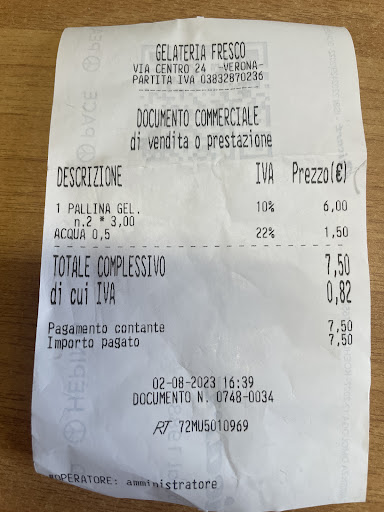 GELATERIA FRESCO
VIA CENTRO 24 -VERONA-
PARTITA IVA 03832870236
DOCUMENTO COMMERCIALE
di vendita o prestazione
DESCRIZIONE IVA Prezzo(€)
1 PALLINA GEL. 10% 6,00
n.2 * 3,00
ACQUA 0,5 22% 1,50
TOTALE COMPLESSIVO 7,50
di cui IVA 0,82
Pagamento contante 7,50
Importo pagato 7,50
02-08-2023 16:39
DOCUMENTO N. 0748-0034
RT 72MU5010969
#OPERATORE: amministratore